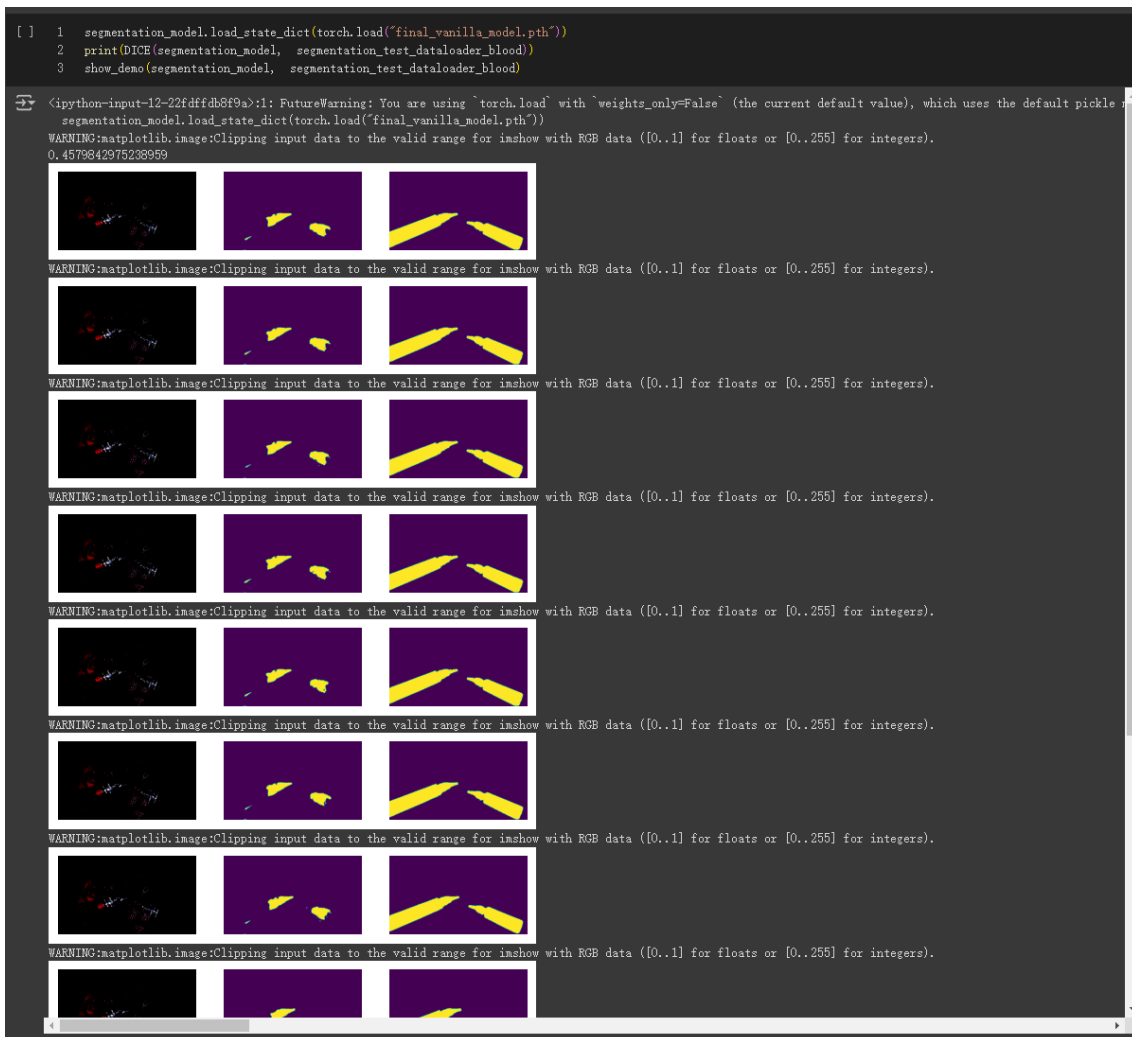 [ ] 1 segmentation_model.load_state_dict(torch.load("final_vanilla_model.pth"))
2 print(DICE(segmentation_model, segmentation_test_dataloader_blood))
3 show_demo(segmentation_model, segmentation_test_dataloader_blood)
<ipython-input-12-22fdffdb8f9a>:1: FutureWarning: You are using `torch.load` with `weights_only=False` (the current default value), which uses the default pickle
segmentation_model.load_state_dict(torch.load("final_vanilla_model.pth"))
WARNING:matplotlib.image:Clipping input data to the valid range for imshow with RGB data ([0..1] for floats or [0..255] for integers).
0.4579842975238959
WARNING:matplotlib.image:Clipping input data to the valid range for imshow with RGB data ([0..1] for floats or [0..255] for integers).
WARNING:matplotlib.image:Clipping input data to the valid range for imshow with RGB data ([0..1] for floats or [0..255] for integers).
WARNING:matplotlib.image:Clipping input data to the valid range for imshow with RGB data ([0..1] for floats or [0..255] for integers).
WARNING:matplotlib.image:Clipping input data to the valid range for imshow with RGB data ([0..1] for floats or [0..255] for integers).
WARNING:matplotlib.image:Clipping input data to the valid range for imshow with RGB data ([0..1] for floats or [0..255] for integers).
WARNING:matplotlib.image:Clipping input data to the valid range for imshow with RGB data ([0..1] for floats or [0..255] for integers).
WARNING:matplotlib.image:Clipping input data to the valid range for imshow with RGB data ([0..1] for floats or [0..255] for integers).